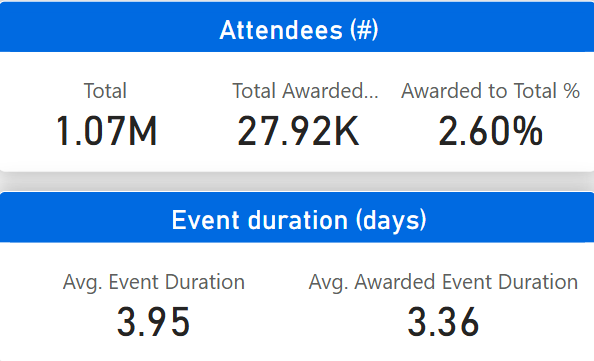 Attendees (#)
Total
Total Awarded...
Awarded to Total %
1.07M
27.92K
2.60%
Event duration (days)
Avg. Event Duration
Avg. Awarded Event Duration
3.95
3.36